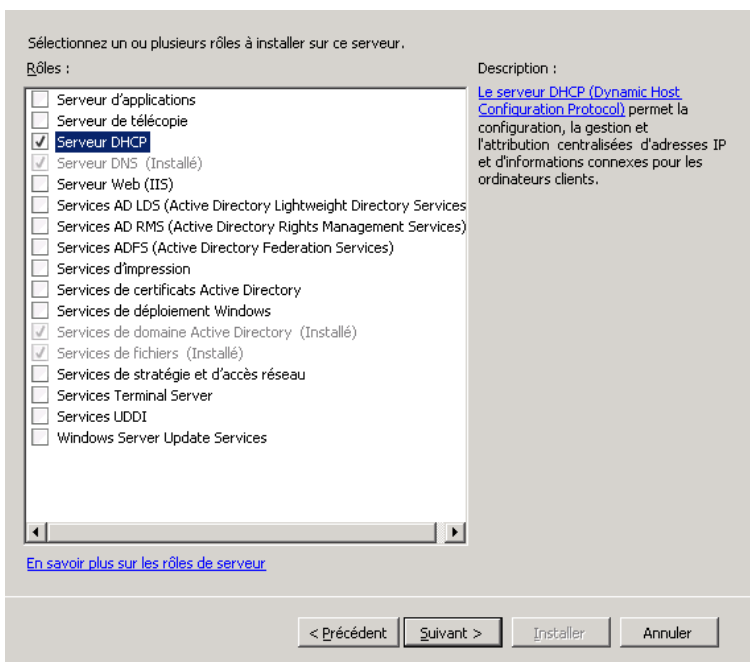 Sélectionnez un ou plusieurs rôles à installer sur ce serveur.
Rôles :
Serveur d'applications
Serveur de télécopie
Serveur DHCP
Serveur DNS (Installé)
Serveur Web (IIS)
Services AD LDS (Active Directory Lightweight Directory Services
Services AD RMS (Active Directory Rights Management Services)
Services ADFS (Active Directory Federation Services)
Services d'impression
Services de certificats Active Directory
Services de déploiement Windows
Services de domaine Active Directory (Installé)
Services de fichiers (Installé)
Services de stratégie et d'accès réseau
Services Terminal Server
Services UDDI
Windows Server Update Services
En savoir plus sur les rôles de serveur
Description :
Le serveur DHCP (Dynamic Host
Configuration Protocol) permet la
configuration, la gestion et
l'attribution centralisées d'adresses IP
et d'informations connexes pour les
ordinateurs clients.
< Précédent
Suivant >
Installer
Annuler